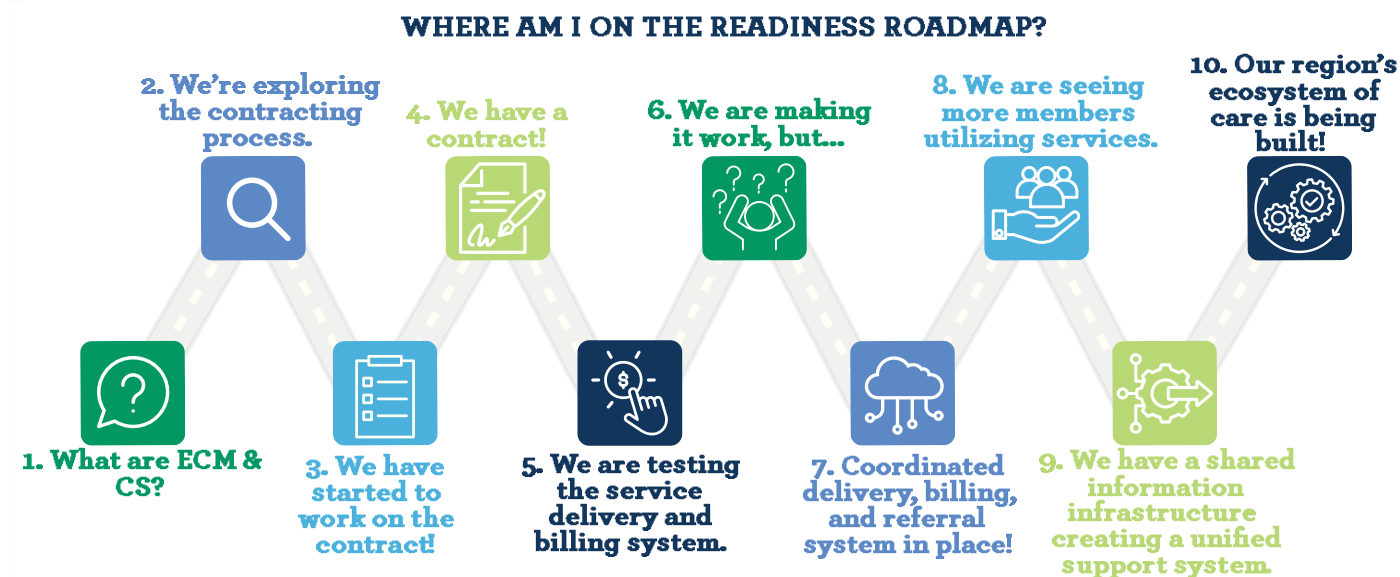 WHERE AM I ON THE READINESS ROADMAP?
1. What are ECM &
CS?
2. We're exploring
the contracting
process.
3. We have
started to
work on the
contract!
4. We have a
contract!
5. We are testing
the service
delivery and
billing system.
6. We are making
it work, but...
7. Coordinated
delivery, billing,
and referral
system in place!
8. We are seeing
more members
utilizing services.
9. We have a shared
information
infrastructure
creating a unified
support system.
10. Our region's
ecosystem of
care is being
built!